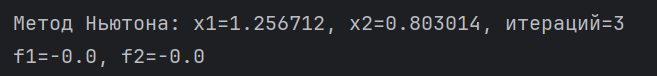 Метод Ньютона: x1=1.256712, x2=0.803014, итераций=3
f1=-0.0, f2=-0.0